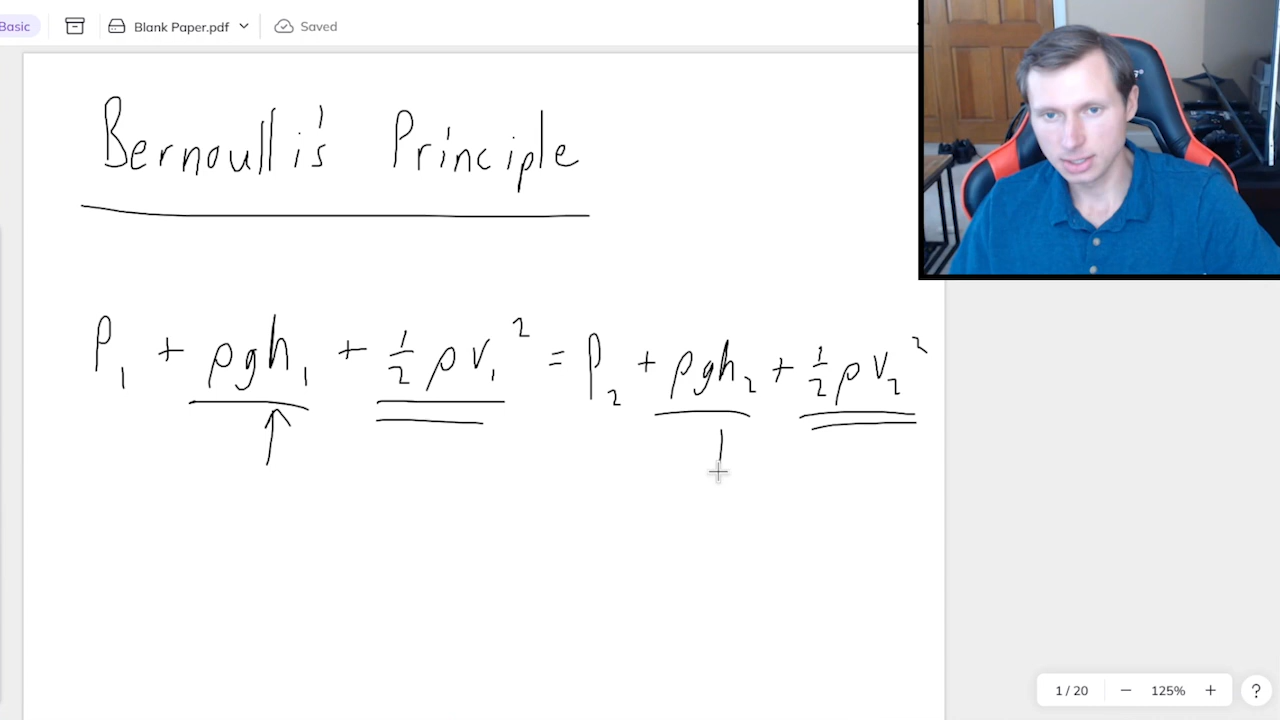 Basic Blank Paper.pdf Saved
Bernoulli's Principle
P₁ + ρgh₁ + ½ρv₁² = P₂ + ρgh₂ + ½ρv₂²
1 / 20 − 125% + ?